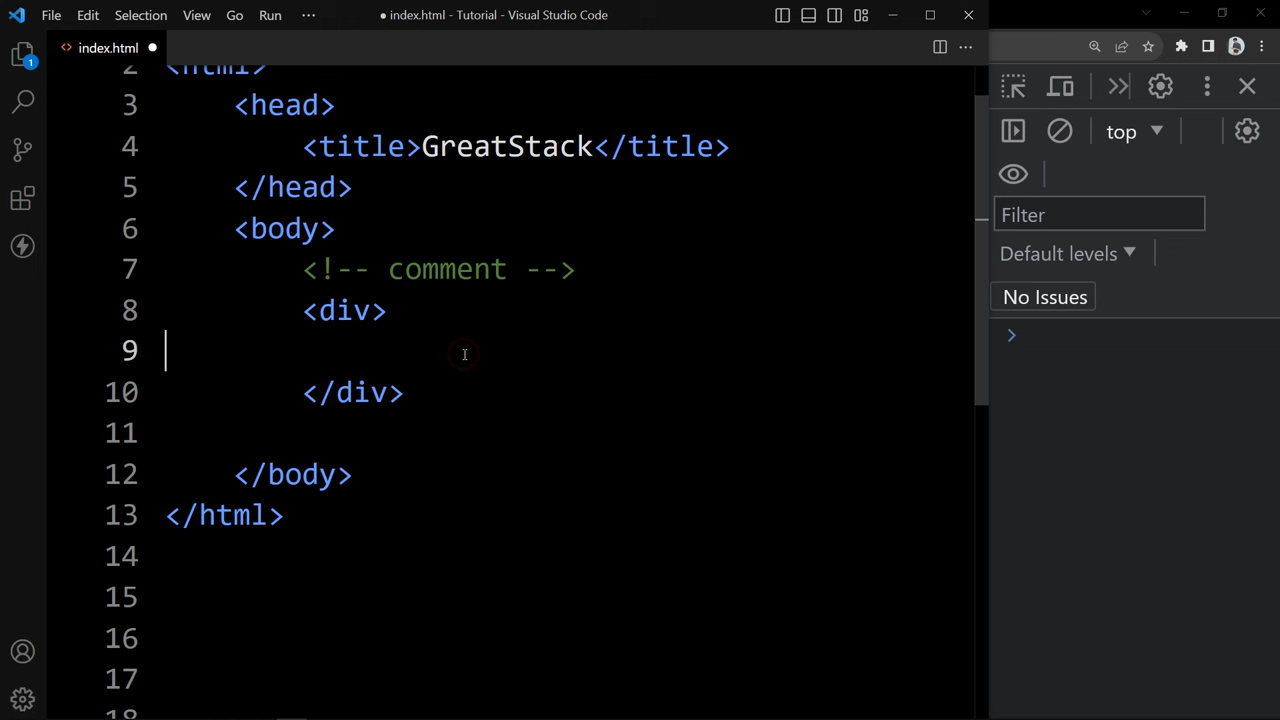 File Edit Selection View Go Run ··· ● index.html - Tutorial - Visual Studio Code
<> index.html ●
1
2 <html>
3 <head>
4 <title>GreatStack</title>
5 </head>
6 <body>
7 <!-- comment -->
8 <div>
9
10 </div>
11
12 </body>
13 </html>
14
15
16
17
18
top
Filter
Default levels
No Issues
>